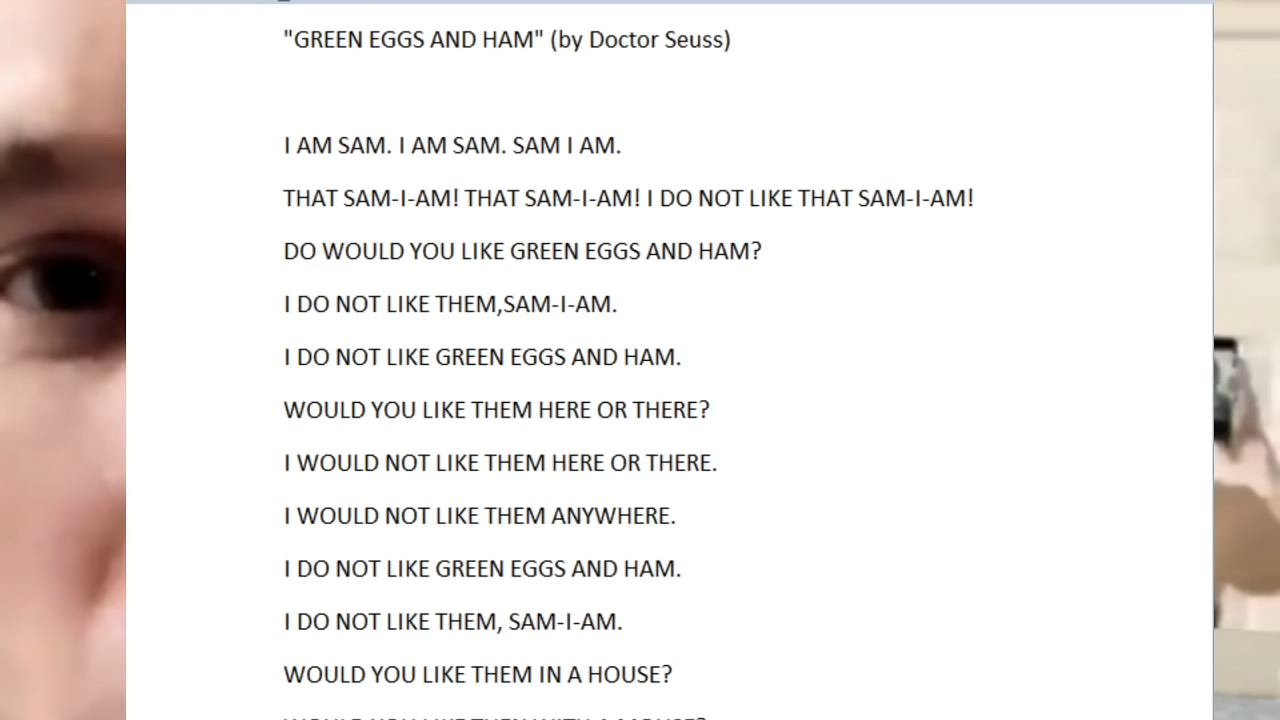 "GREEN EGGS AND HAM" (by Doctor Seuss)
I AM SAM. I AM SAM. SAM I AM.
THAT SAM-I-AM! THAT SAM-I-AM! I DO NOT LIKE THAT SAM-I-AM!
DO WOULD YOU LIKE GREEN EGGS AND HAM?
I DO NOT LIKE THEM,SAM-I-AM.
I DO NOT LIKE GREEN EGGS AND HAM.
WOULD YOU LIKE THEM HERE OR THERE?
I WOULD NOT LIKE THEM HERE OR THERE.
I WOULD NOT LIKE THEM ANYWHERE.
I DO NOT LIKE GREEN EGGS AND HAM.
I DO NOT LIKE THEM, SAM-I-AM.
WOULD YOU LIKE THEM IN A HOUSE?